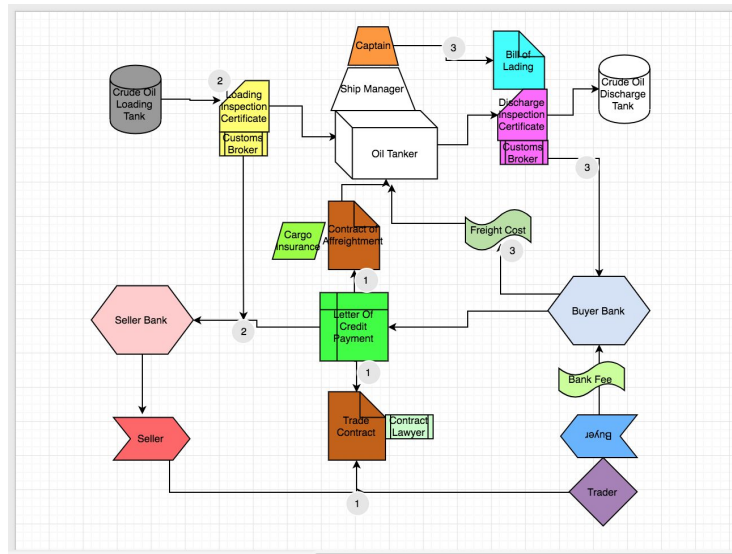 Captain
3
Bill of
Lading
2
Crude Oil
Loading
Tank
Loading
Inspection
Certificate
Customs
Broker
Ship Manager
Oil Tanker
Discharge
Inspection
Certificate
Customs
Broker
Crude Oil
Discharge
Tank
3
Cargo
Insurance
Contract of
Affreightment
Freight Cost
3
1
Seller Bank
2
Letter Of
Credit
Payment
Buyer Bank
1
Bank Fee
Trade
Contract
Contract
Lawyer
Seller
Buyer
Trader
1